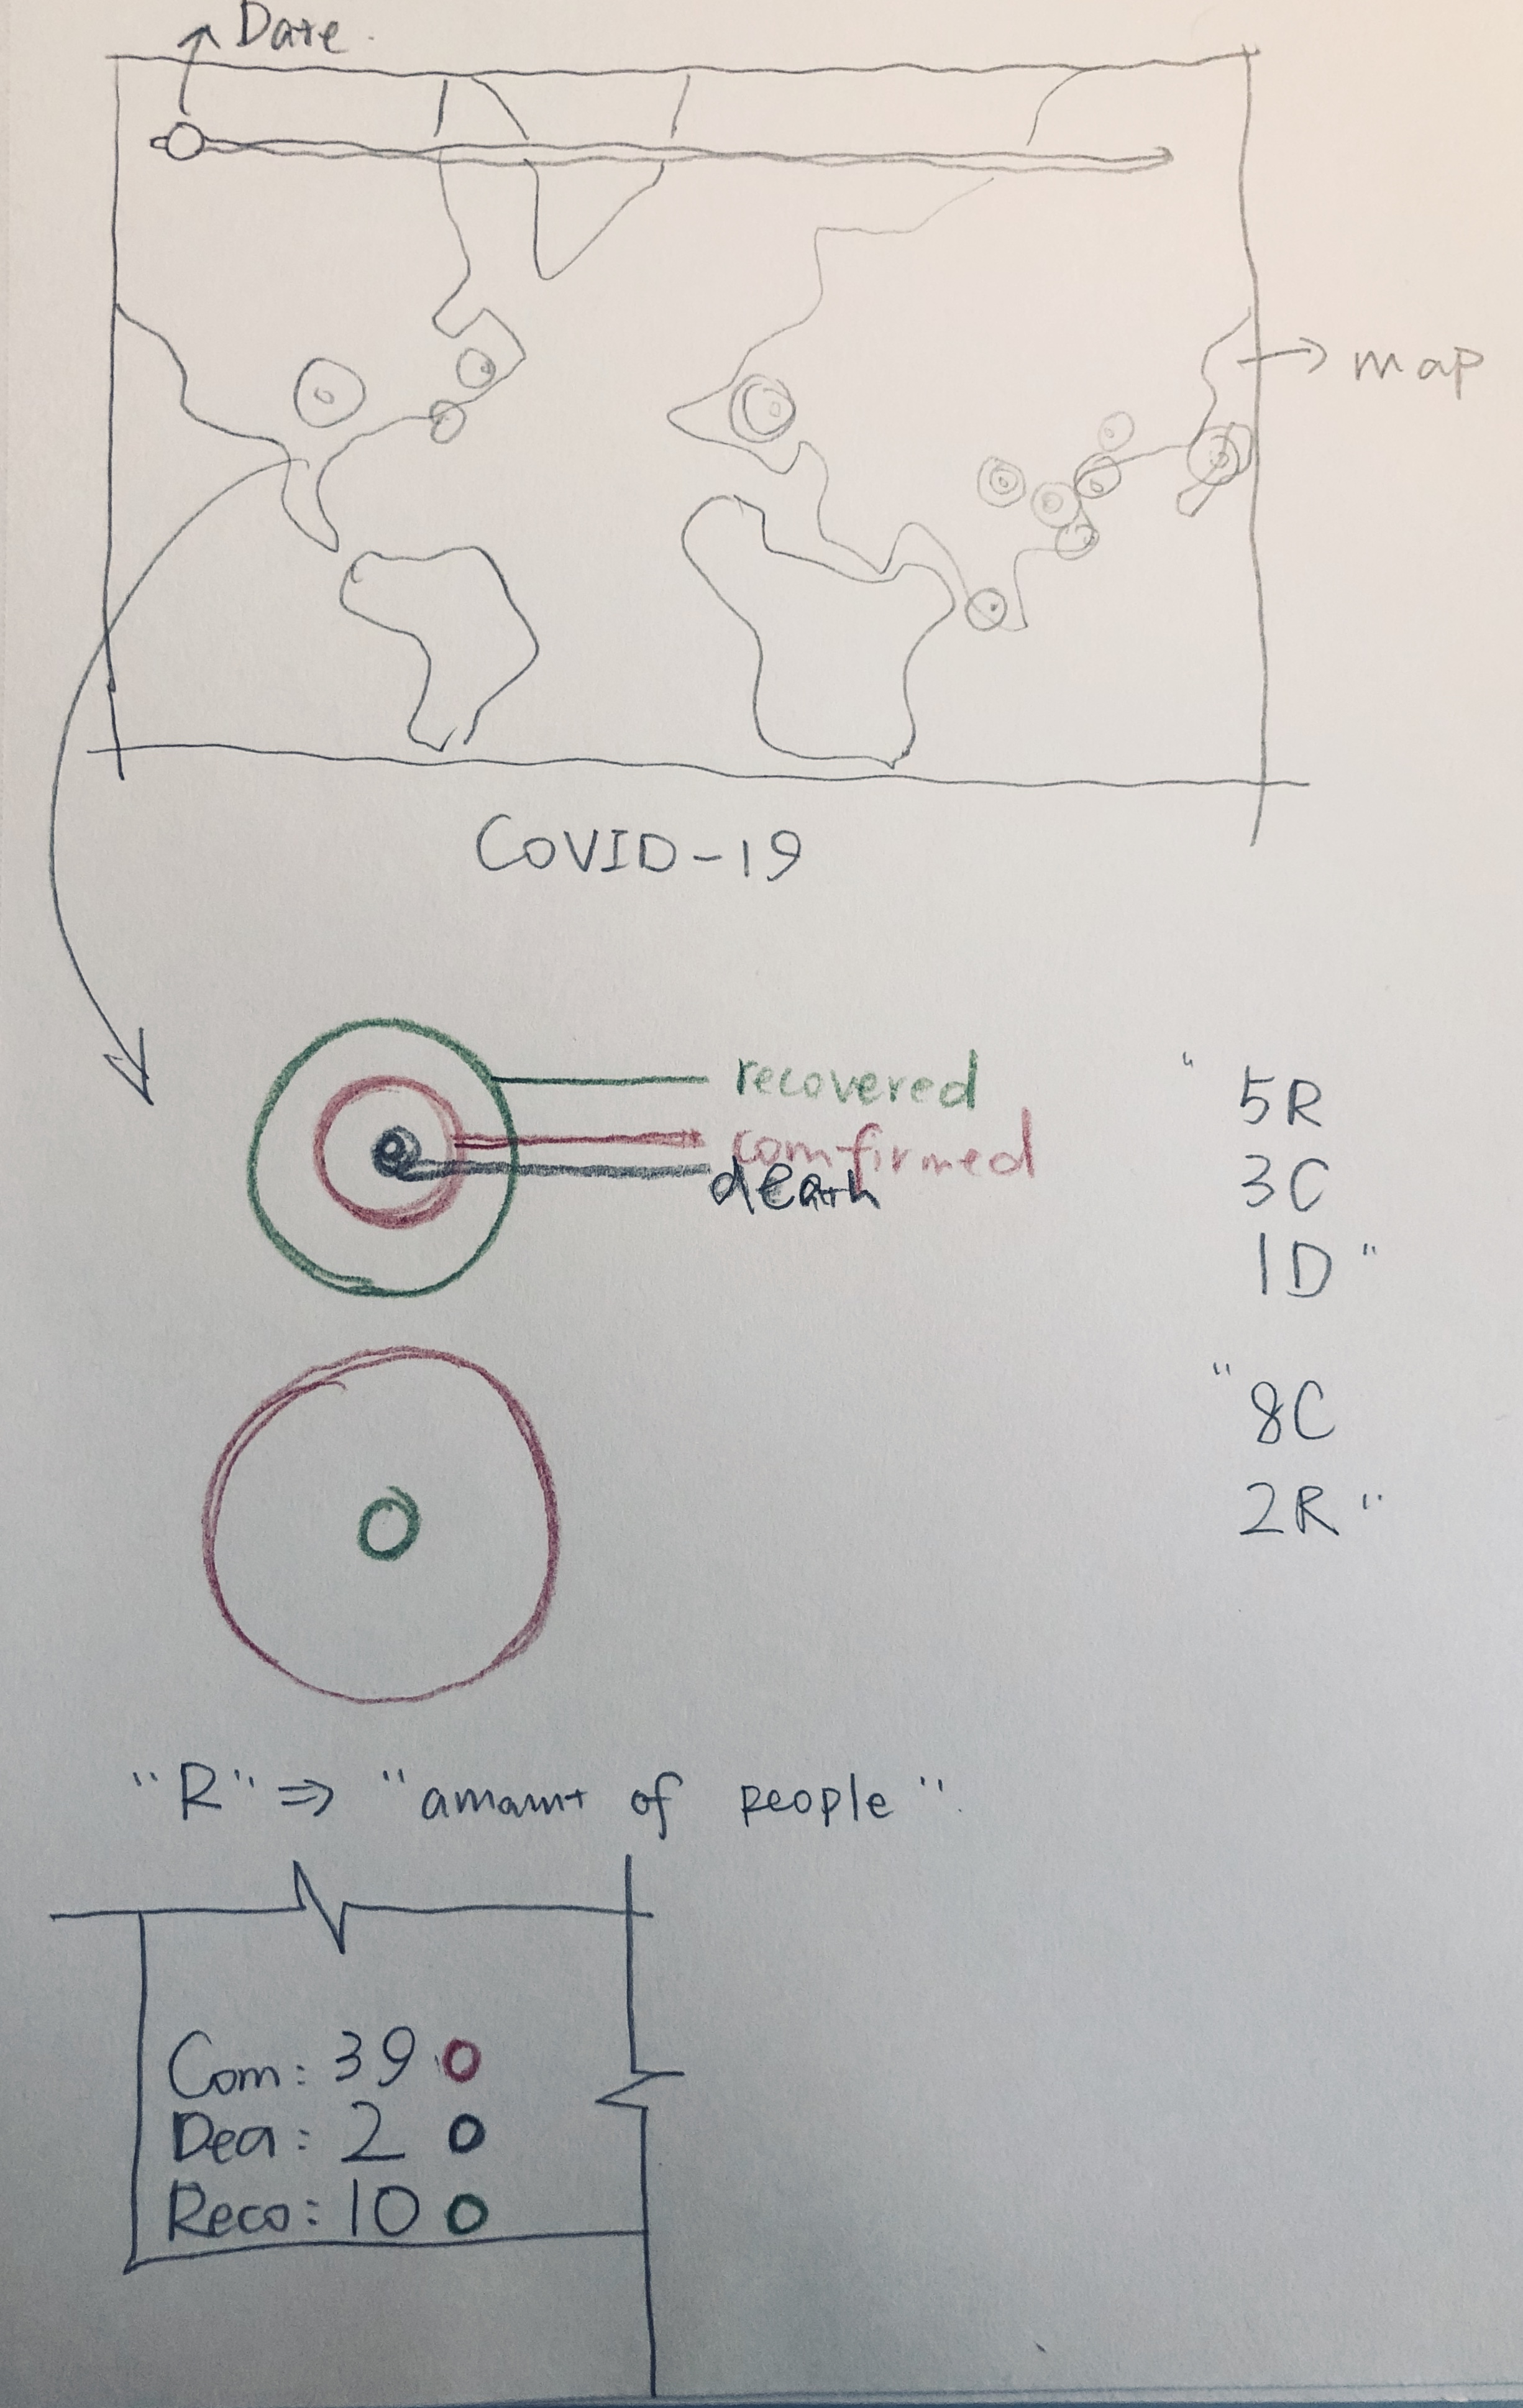 Date.
map
COVID-19
recovered
comfirmed
death
" 5R
3C
1D "
" 8C
2R "
"R" ⇒ "amount of people".
Com: 39
Dea: 2
Reco: 10